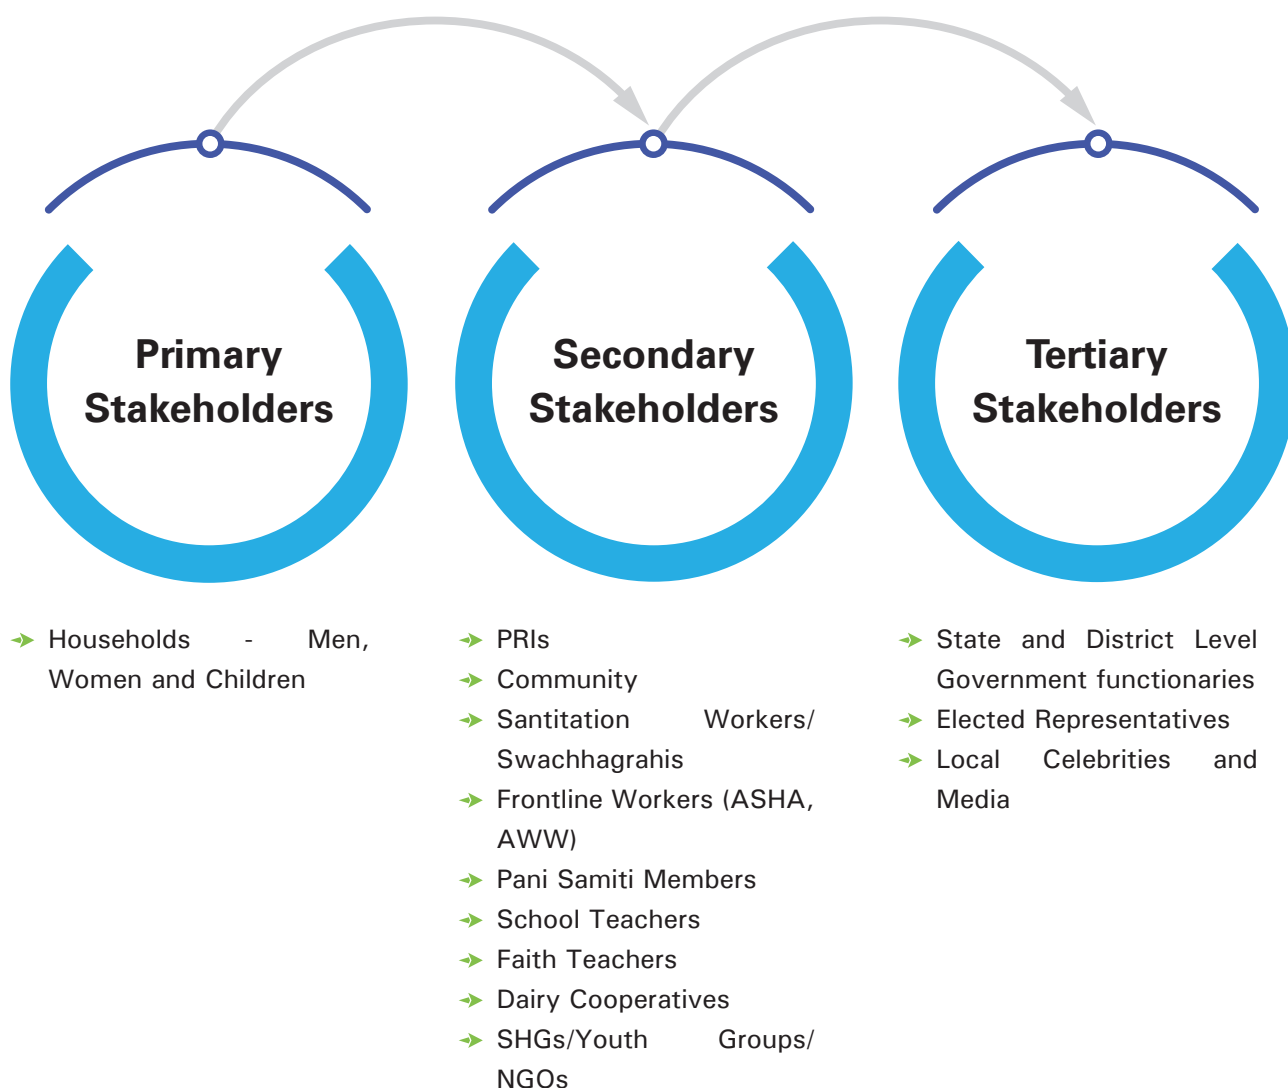 Primary
Stakeholders
Households - Men,
Women and Children
Secondary
Stakeholders
PRIs
Community
Santitation Workers/
Swachhagrahis
Frontline Workers (ASHA,
AWW)
Pani Samiti Members
School Teachers
Faith Teachers
Dairy Cooperatives
SHGs/Youth Groups/
NGOs
Tertiary
Stakeholders
State and District Level
Government functionaries
Elected Representatives
Local Celebrities and
Media